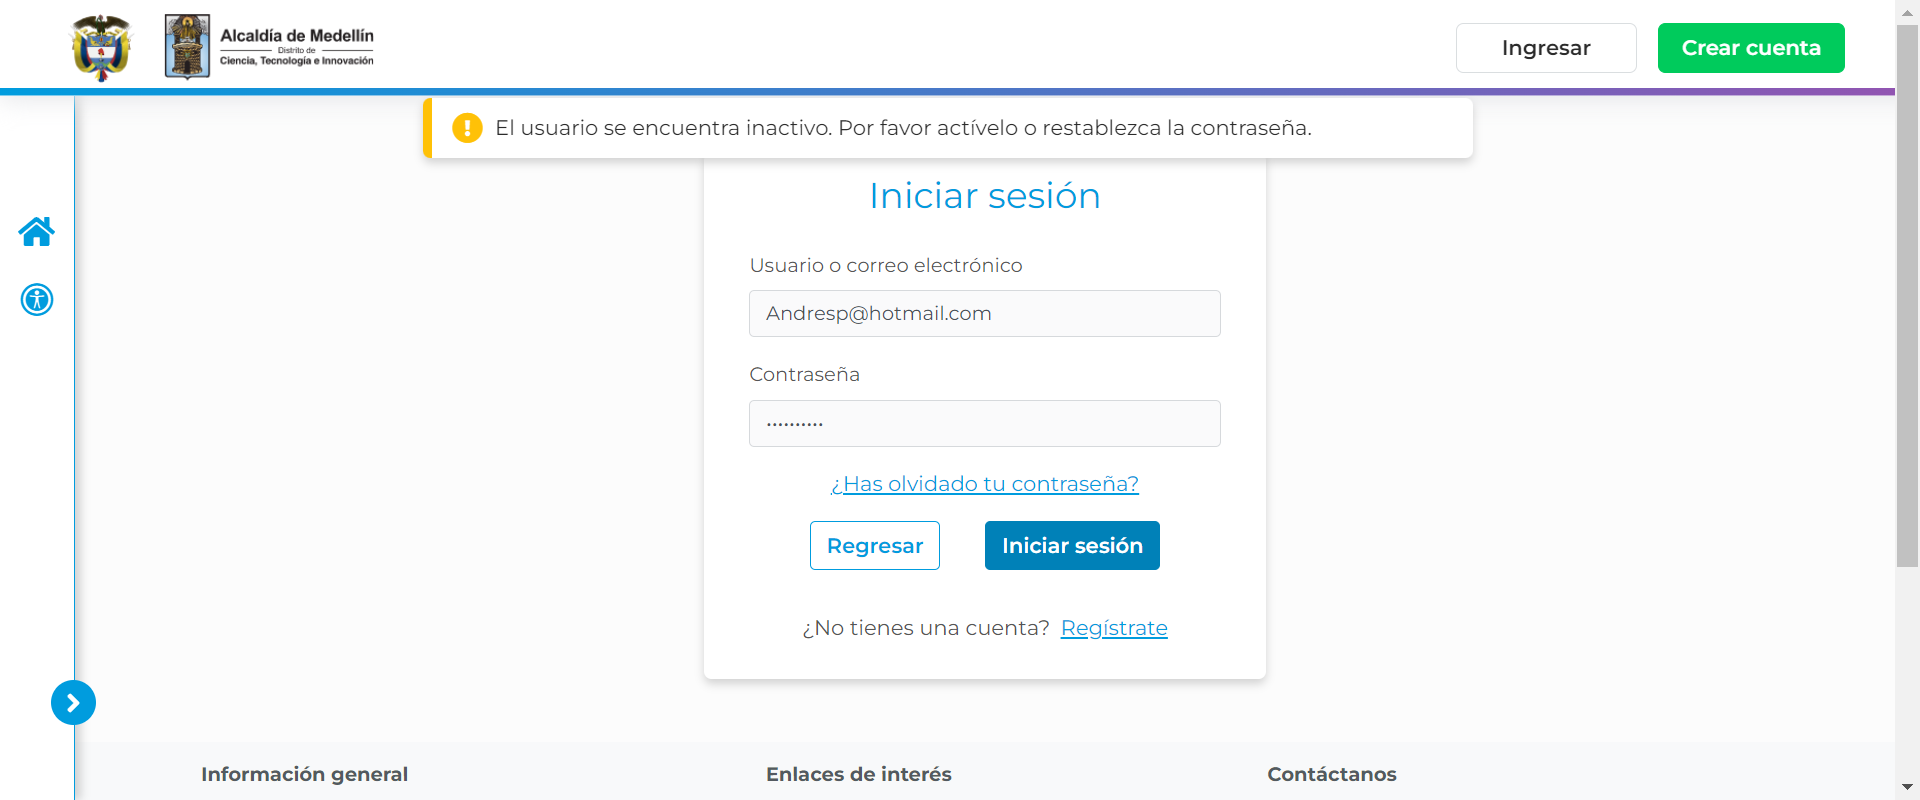 Alcaldía de Medellín
Distrito de
Ciencia, Tecnología e Innovación
Ingresar
Crear cuenta
El usuario se encuentra inactivo. Por favor actívelo o restablezca la contraseña.
Iniciar sesión
Usuario o correo electrónico
Andresp@hotmail.com
Contraseña
··········
¿Has olvidado tu contraseña?
Regresar
Iniciar sesión
¿No tienes una cuenta? Regístrate
Información general
Enlaces de interés
Contáctanos